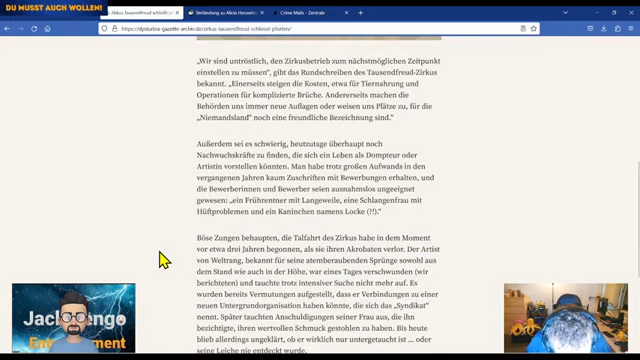 DU MUSST AUCH WOLLEN!
Zirkus Tausendfreud schließt
Verbindung zu Alicia
Crime Mails - Zentrale
https://dysturbia-gazette-archiv.de/zirkus-tausendfreud-schliesst-pforten/
„Wir sind untröstlich, den Zirkusbetrieb zum nächstmöglichen Zeitpunkt
einstellen zu müssen“, gibt das Rundschreiben des Tausendfreud-Zirkus
bekannt. „Einerseits steigen die Kosten, etwa für Tiernahrung und
Operationen für komplizierte Brüche. Andererseits machen die
Behörden uns immer neue Auflagen oder weisen uns Plätze zu, für die
„Niemandsland“ noch eine freundliche Bezeichnung sind.“
Außerdem sei es schwierig, heutzutage überhaupt noch
Nachwuchskräfte zu finden, die sich ein Leben als Dompteur oder
Artistin vorstellen könnten. Man habe trotz großen Aufwands in den
vergangenen Jahren kaum Zuschriften mit Bewerbungen erhalten, und
die Bewerberinnen und Bewerber seien ausnahmslos ungeeignet
gewesen: „ein Frührentner mit Langeweile, eine Schlangenfrau mit
Hüftproblemen und ein Kaninchen namens Locke (?!).“
Böse Zungen behaupten, die Talfahrt des Zirkus habe in dem Moment
vor etwa drei Jahren begonnen, als sie ihren Akrobaten verlor. Der Artist
von Weltrang, bekannt für seine atemberaubenden Sprünge sowohl aus
dem Stand wie auch in der Höhe, war eines Tages verschwunden (wir
berichteten) und tauchte trotz intensiver Suche nicht mehr auf. Es
wurden bereits Vermutungen aufgestellt, dass er Verbindungen zu einer
neuen Untergrundorganisation haben könnte, die sich das „Syndikat“
nennt. Später tauchten Anschuldigungen seiner Frau aus, die ihn
bezichtigte, ihren wertvollen Schmuck gestohlen zu haben. Bis heute
blieb allerdings ungeklärt, ob er wirklich nur untergetaucht ist ... oder
seine Leiche nie entdeckt wurde.